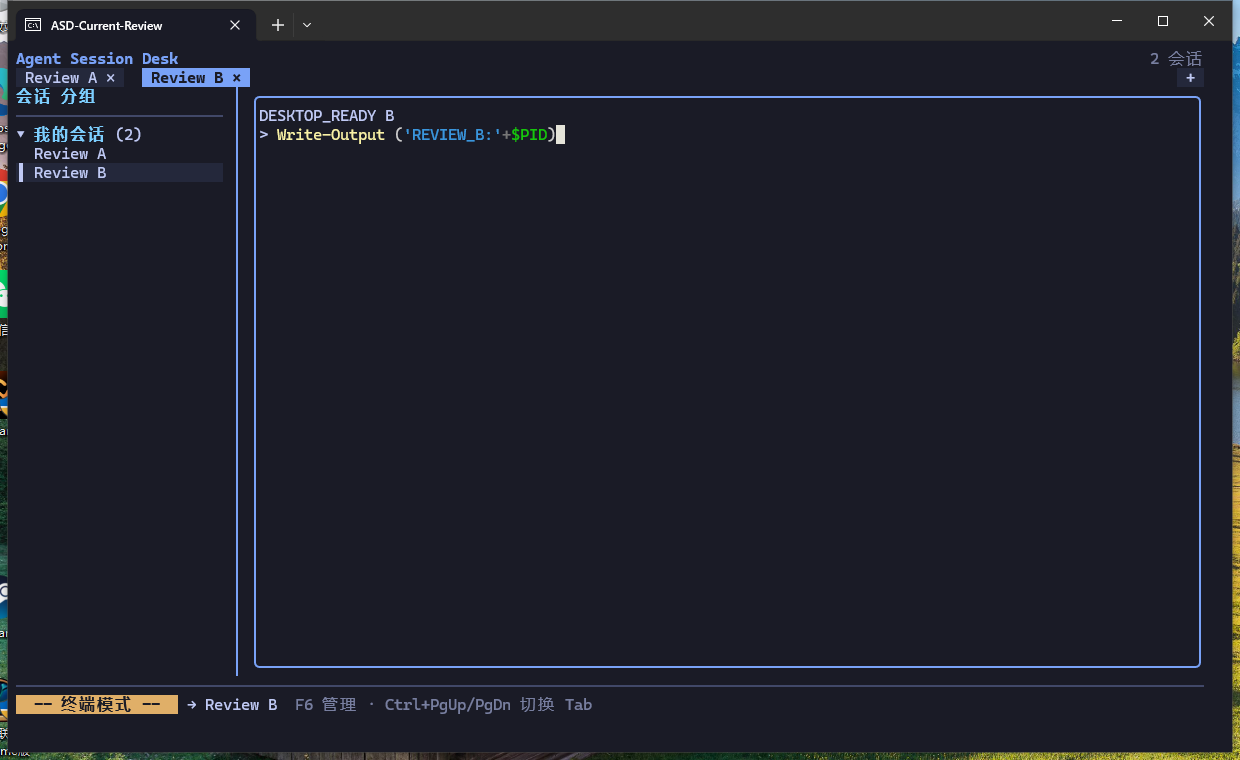 ASD-Current-Review
Agent Session Desk
2 会话
Review A ×
Review B ×
+
会话 分组
▾ 我的会话 (2)
Review A
Review B
DESKTOP_READY B
> Write-Output ('REVIEW_B:'+$PID)
-- 终端模式 -- → Review B F6 管理 · Ctrl+PgUp/PgDn 切换 Tab